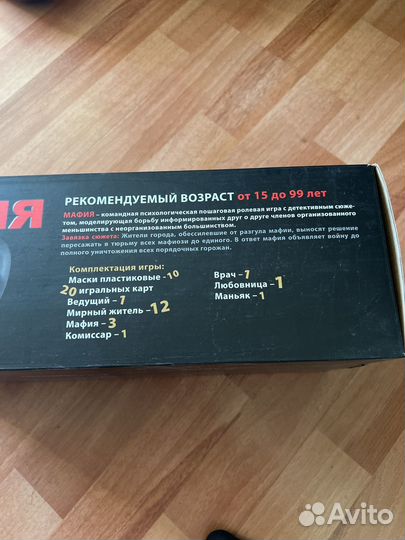 ИЯ
РЕКОМЕНДУЕМЫЙ ВОЗРАСТ от 15 до 99 лет
МАФИЯ – командная психологическая пошаговая ролевая игра с детективным сюже-
том, моделирующая борьбу информированных друг о друге членов организованного
меньшинства с неорганизованным большинством.
Завязка сюжета: Жители города, обессилевшие от разгула мафии, выносят решение
пересажать в тюрьму всех мафиози до единого. В ответ мафия объявляет войну до
полного уничтожения всех порядочных горожан.
Комплектация игры:
Маски пластиковые -10
20 игральных карт
Ведущий – 1
Мирный житель – 12
Мафия – 3
Комиссар – 1
Врач – 1
Любовница – 1
Маньяк – 1
Avito